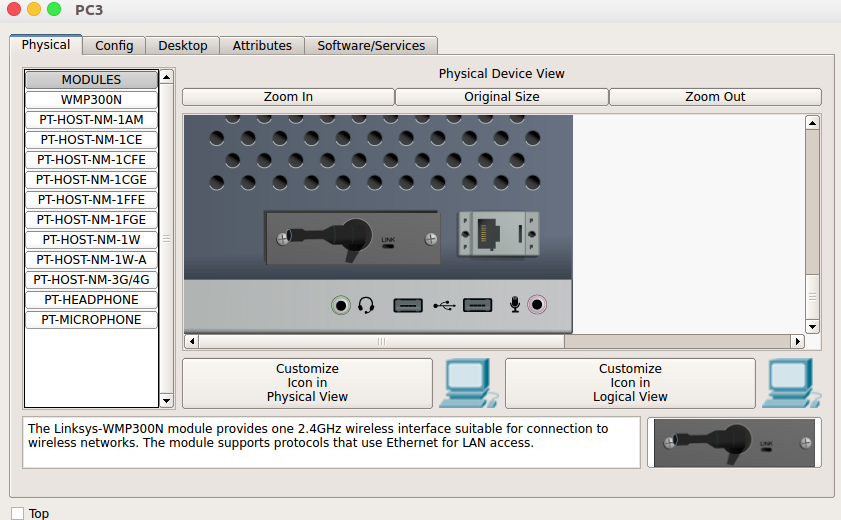 PC3
Physical
Config
Desktop
Attributes
Software/Services
MODULES
WMP300N
PT-HOST-NM-1AM
PT-HOST-NM-1CE
PT-HOST-NM-1CFE
PT-HOST-NM-1CGE
PT-HOST-NM-1FFE
PT-HOST-NM-1FGE
PT-HOST-NM-1W
PT-HOST-NM-1W-A
PT-HOST-NM-3G/4G
PT-HEADPHONE
PT-MICROPHONE
Physical Device View
Zoom In
Original Size
Zoom Out
LINK
Customize
Icon in
Physical View
Customize
Icon in
Logical View
The Linksys-WMP300N module provides one 2.4GHz wireless interface suitable for connection to
wireless networks. The module supports protocols that use Ethernet for LAN access.
LINK
Top